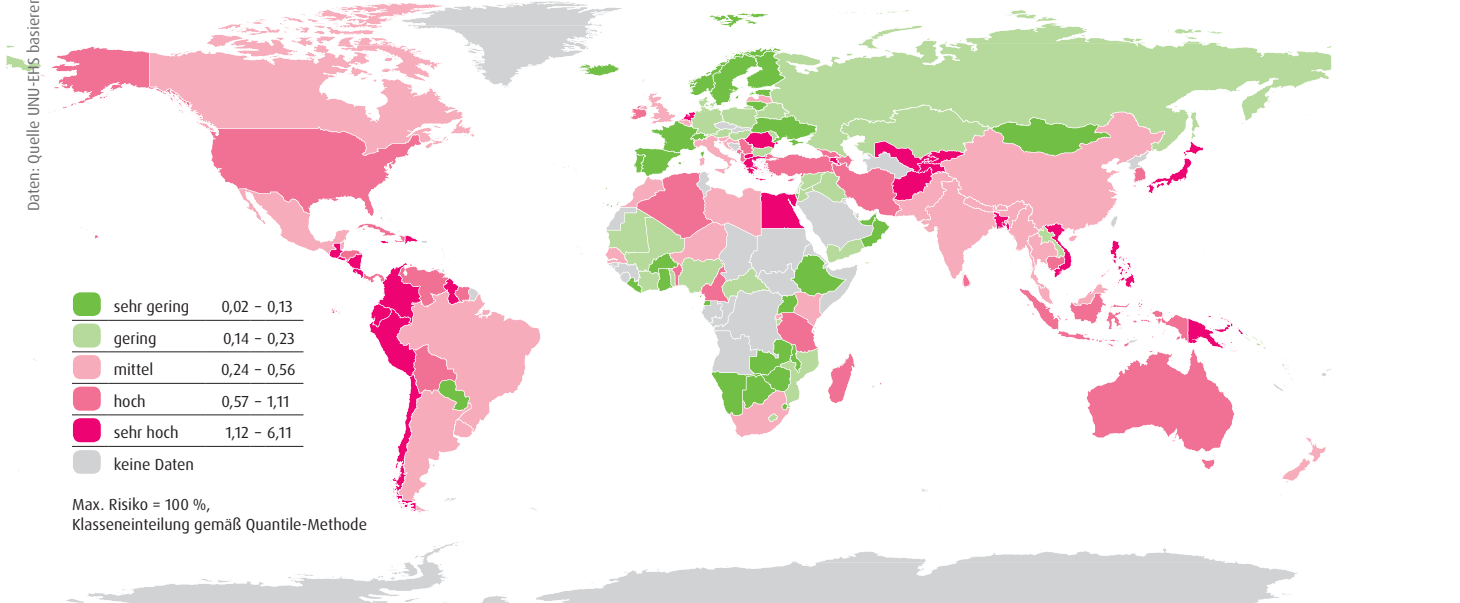 Daten: Quelle UNU-EHS basieren
sehr gering 0,02 – 0,13
gering 0,14 – 0,23
mittel 0,24 – 0,56
hoch 0,57 – 1,11
sehr hoch 1,12 – 6,11
keine Daten
Max. Risiko = 100 %,
Klasseneinteilung gemäß Quantile-Methode